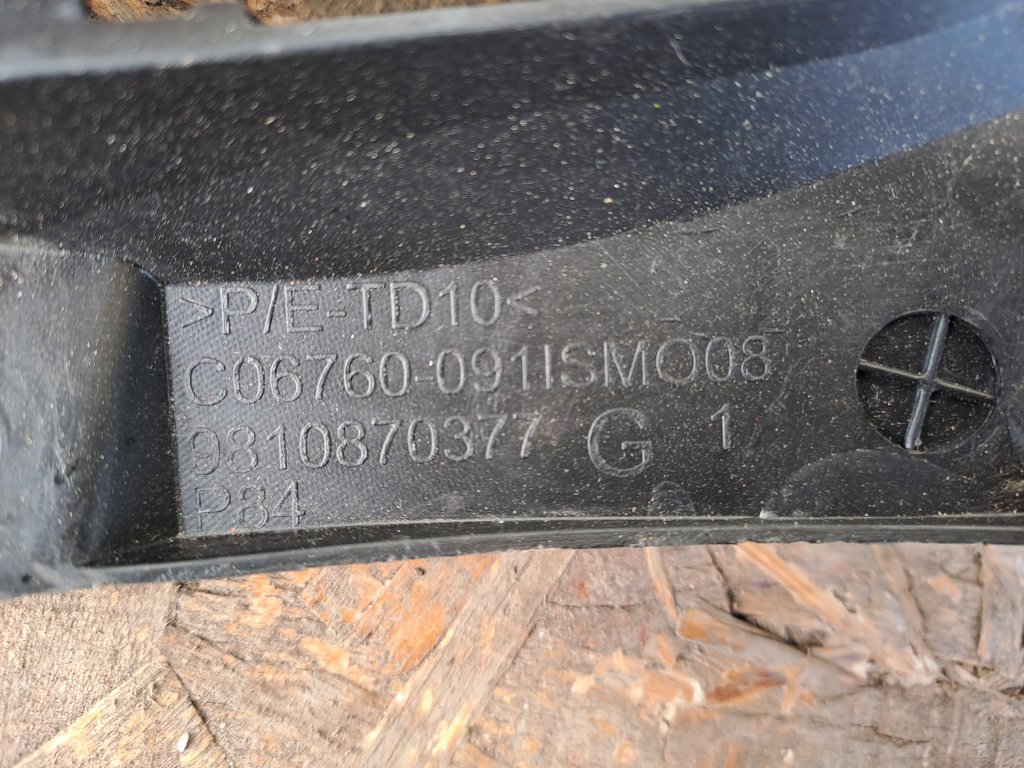 >P/E-TD10<
C06760-091ISMO08
9810870377 G 1/
P84